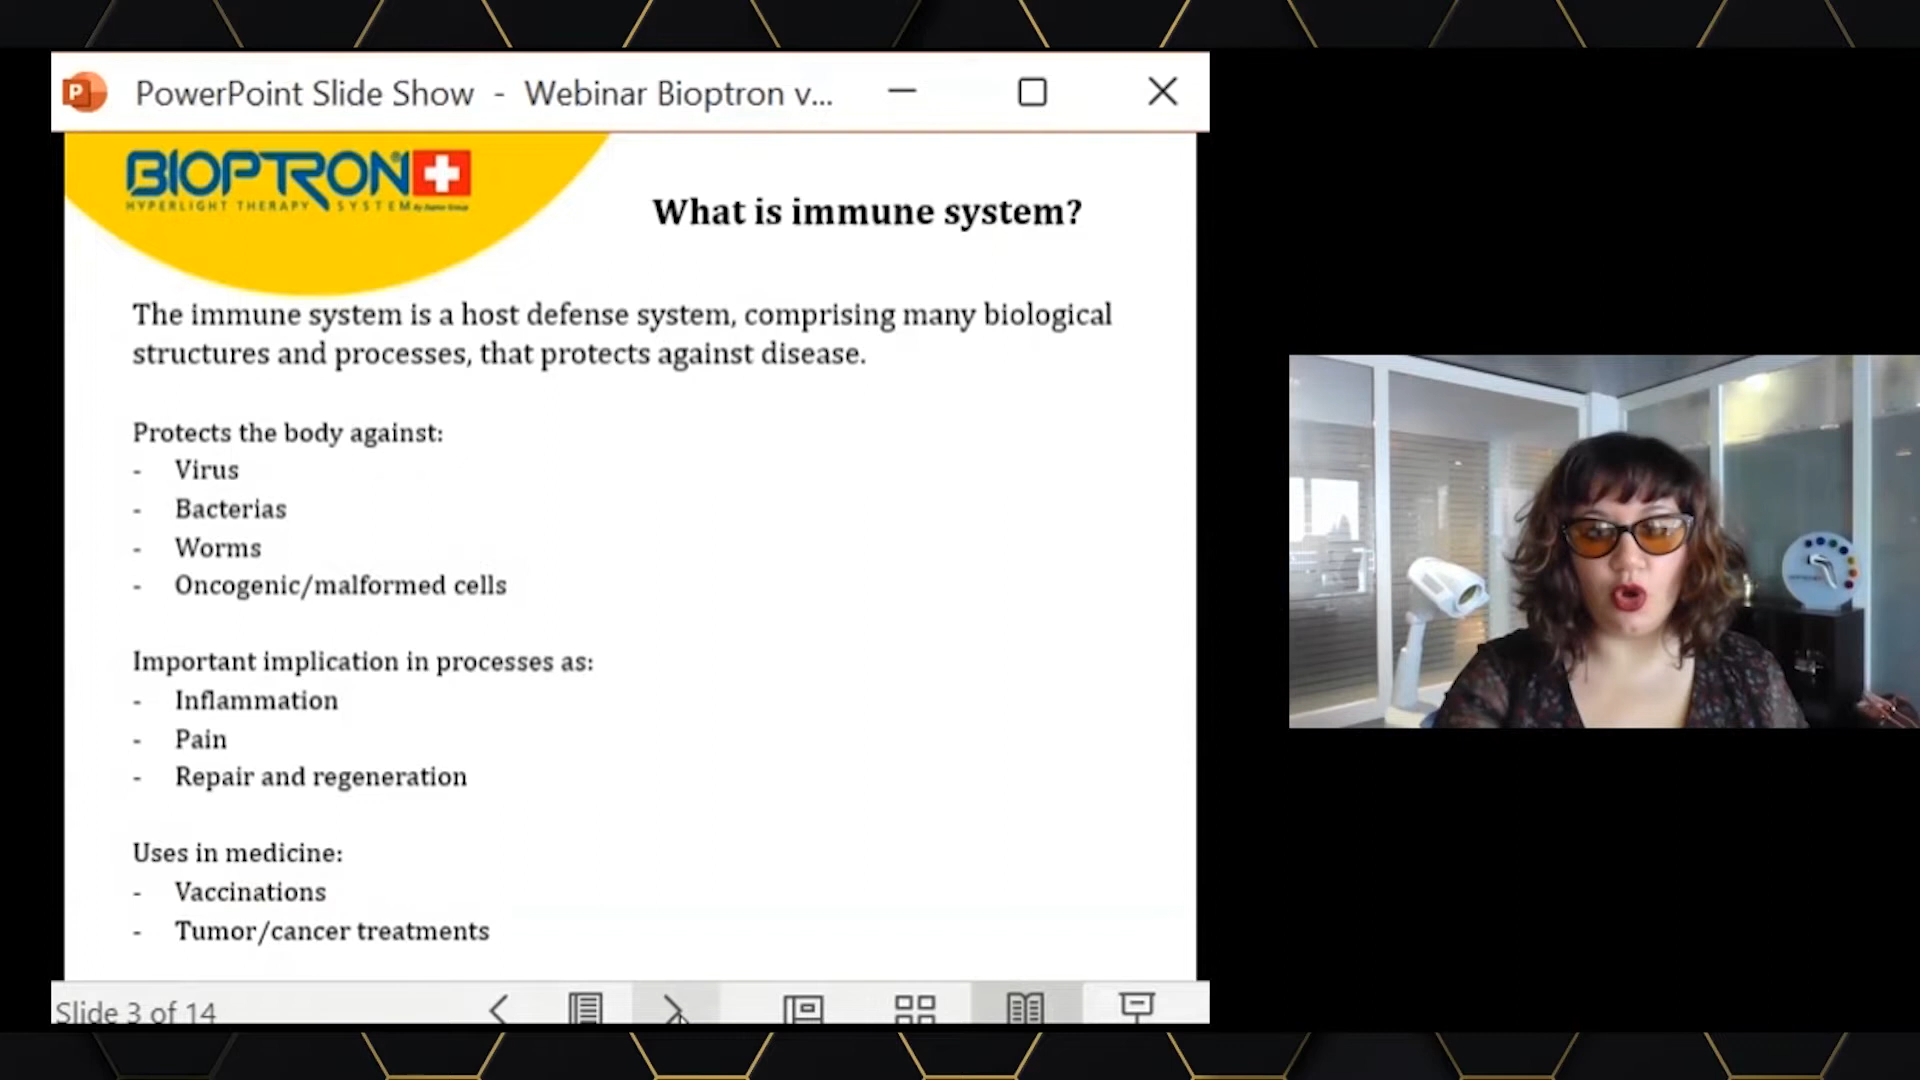 PowerPoint Slide Show - Webinar Bioptron v...
BIOPTRON
HYPERLIGHT THERAPY SYSTEM By Zepter Group
What is immune system?
The immune system is a host defense system, comprising many biological
structures and processes, that protects against disease.
Protects the body against:
- Virus
- Bacterias
- Worms
- Oncogenic/malformed cells
Important implication in processes as:
- Inflammation
- Pain
- Repair and regeneration
Uses in medicine:
- Vaccinations
- Tumor/cancer treatments
Slide 3 of 14